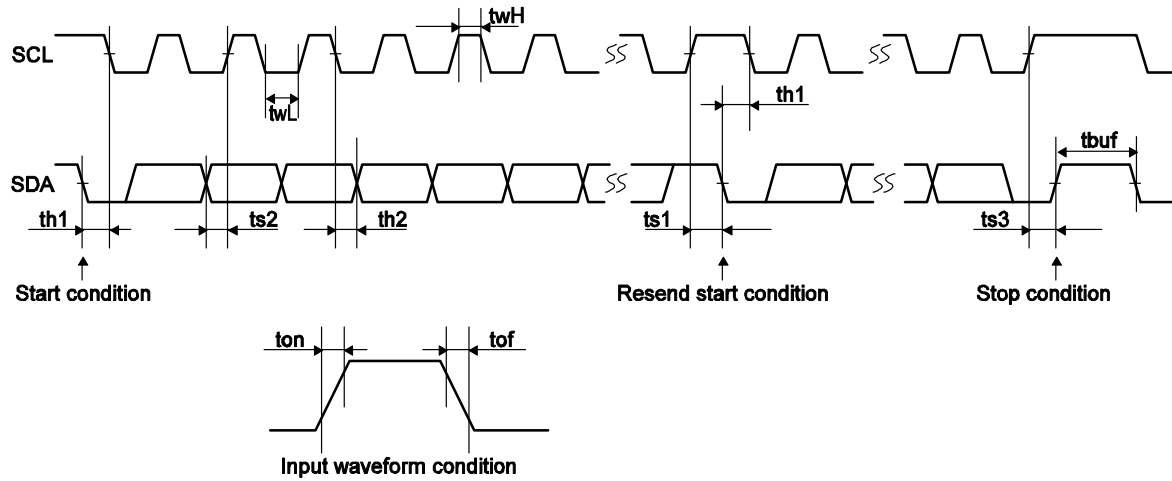 twH
SCL
twL
th1
tbuf
SDA
th1 ts2 th2 ts1 ts3
Start condition Resend start condition Stop condition
ton tof
Input waveform condition